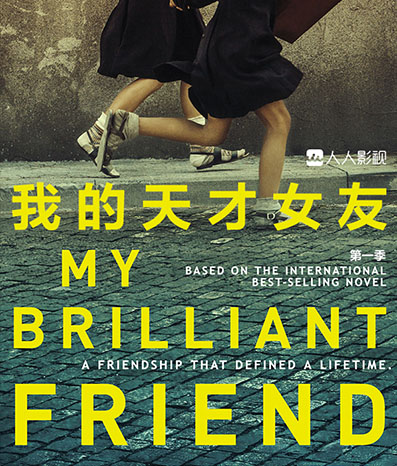 人人影视
我的天才女友
第一季
MY
BASED ON THE INTERNATIONAL
BEST-SELLING NOVEL
BRILLIANT
A FRIENDSHIP THAT DEFINED A LIFETIME.
FRIEND